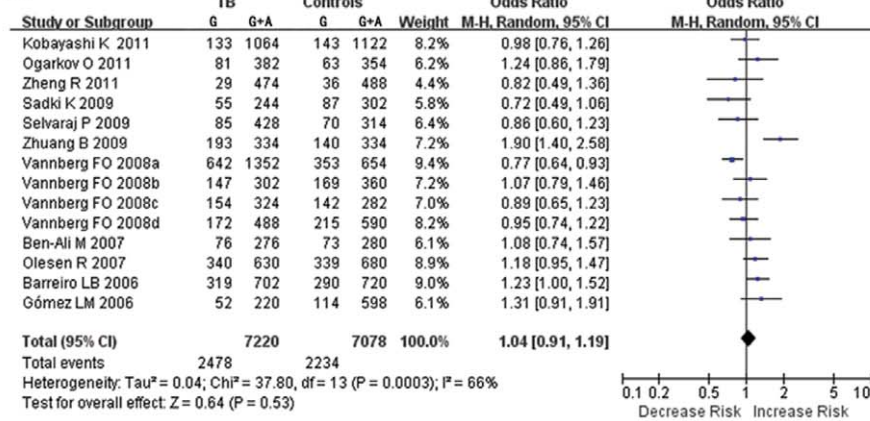 TB Controls Odds Ratio Odds Ratio
Study or Subgroup G G+A G G+A Weight M-H, Random, 95% CI M-H, Random, 95% CI
Kobayashi K 2011 133 1064 143 1122 8.2% 0.98 [0.76, 1.26]
Ogarkov O 2011 81 382 63 354 6.2% 1.24 [0.86, 1.79]
Zheng R 2011 29 474 36 488 4.4% 0.82 [0.49, 1.36]
Sadki K 2009 55 244 87 302 5.8% 0.72 [0.49, 1.06]
Selvaraj P 2009 85 428 70 314 6.4% 0.86 [0.60, 1.23]
Zhuang B 2009 193 334 140 334 7.2% 1.90 [1.40, 2.58]
Vannberg FO 2008a 642 1352 353 654 9.4% 0.77 [0.64, 0.93]
Vannberg FO 2008b 147 302 169 360 7.2% 1.07 [0.79, 1.46]
Vannberg FO 2008c 154 324 142 282 7.0% 0.89 [0.65, 1.23]
Vannberg FO 2008d 172 488 215 590 8.2% 0.95 [0.74, 1.22]
Ben-Ali M 2007 76 276 73 280 6.1% 1.08 [0.74, 1.57]
Olesen R 2007 340 630 339 680 8.9% 1.18 [0.95, 1.47]
Barreiro LB 2006 319 702 290 720 9.0% 1.23 [1.00, 1.52]
Gómez LM 2006 52 220 114 598 6.1% 1.31 [0.91, 1.91]
Total (95% CI) 7220 7078 100.0% 1.04 [0.91, 1.19]
Total events 2478 2234
Heterogeneity: Tau² = 0.04; Chi² = 37.80, df = 13 (P = 0.0003); I² = 66%
Test for overall effect: Z = 0.64 (P = 0.53)
0.1 0.2 0.5 1 2 5 10
Decrease Risk Increase Risk